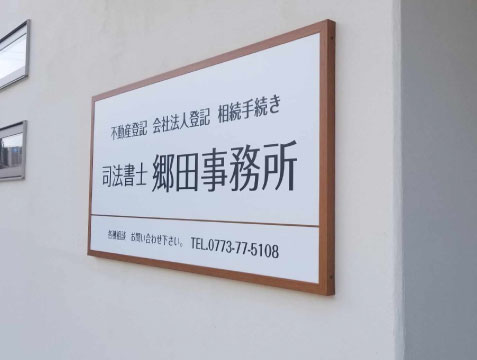 不動産登記 会社法人登記 相続手続き
司法書士 郷田事務所
各種相談 お問い合わせ下さい。 TEL.0773-77-5108